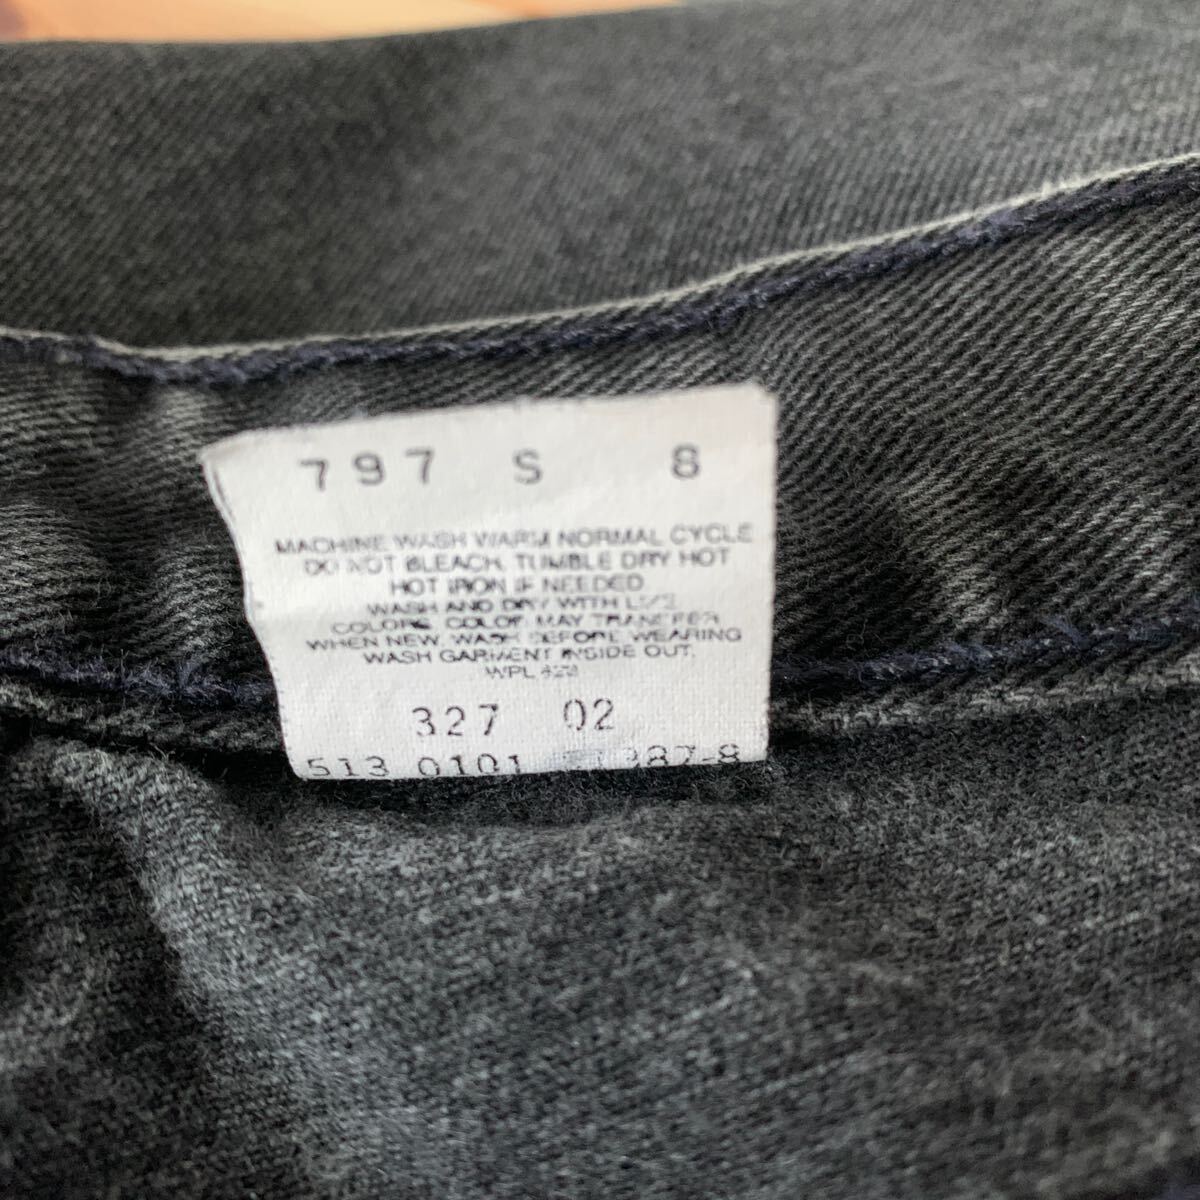 797 S 8
MACHINE WASH WARM NORMAL CYCLE
DO NOT BLEACH. TUMBLE DRY HOT
HOT IRON IF NEEDED
WASH AND DRY WITH
COLORS. COLOR MAY TRANSFER
WHEN NEW, WASH BEFORE WEARING
WASH GARMENT INSIDE OUT.
WPL
327 02
513 0101